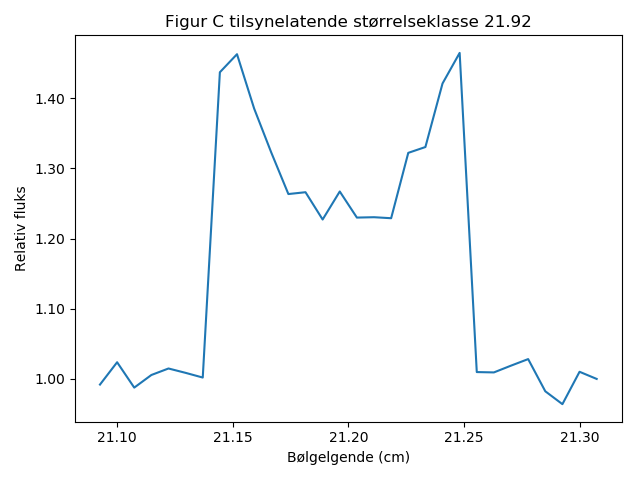 Figur C tilsynelatende størrelseklasse 21.92
1.40
1.30
1.20
1.10
1.00
Relativ fluks
21.10 21.15 21.20 21.25 21.30
Bølgelgende (cm)